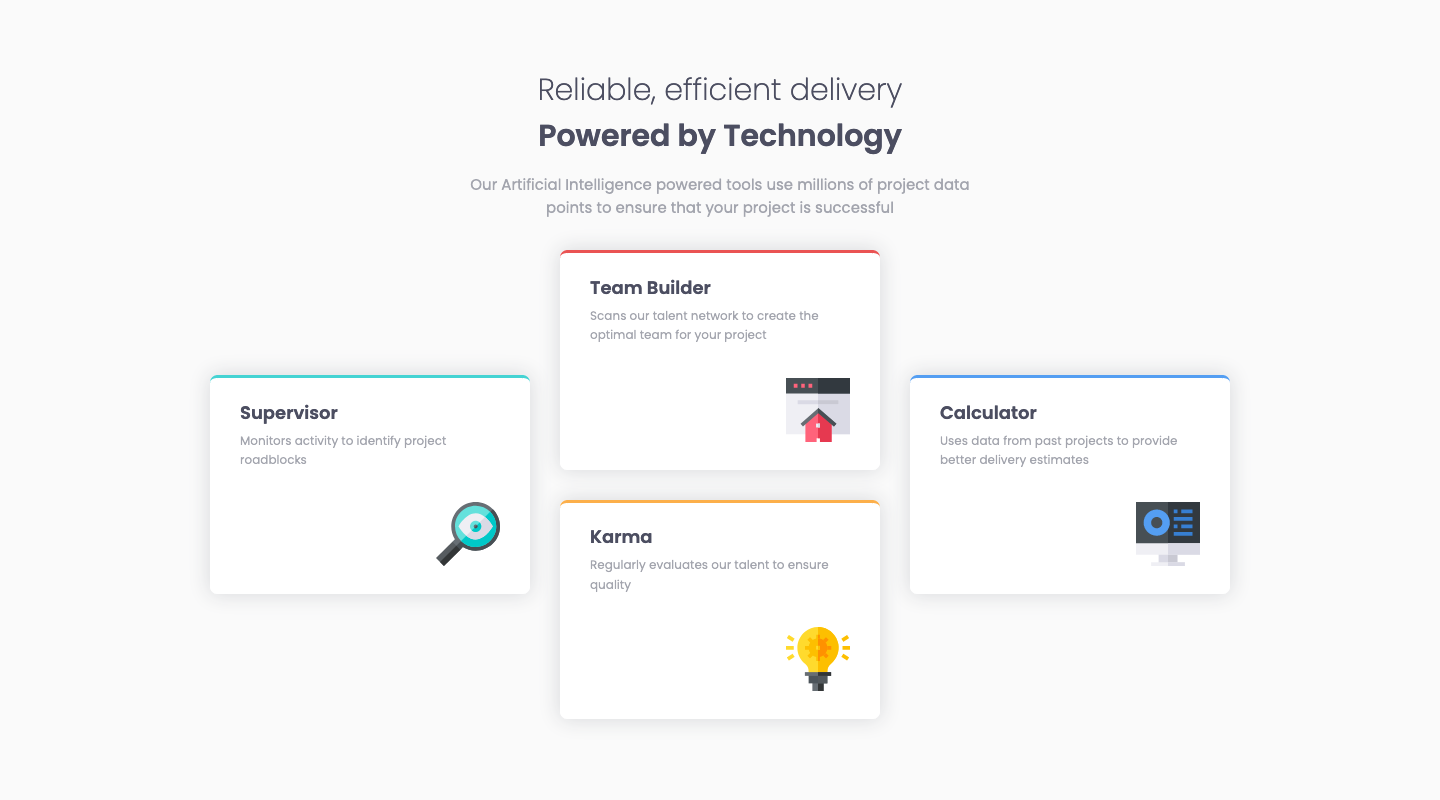 Reliable, efficient delivery
Powered by Technology
Our Artificial Intelligence powered tools use millions of project data
points to ensure that your project is successful
Supervisor
Monitors activity to identify project
roadblocks
Team Builder
Scans our talent network to create the
optimal team for your project
Karma
Regularly evaluates our talent to ensure
quality
Calculator
Uses data from past projects to provide
better delivery estimates